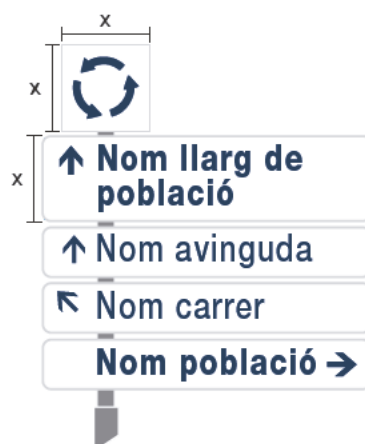 x
x
x
Nom llarg de
població
Nom avinguda
Nom carrer
Nom població